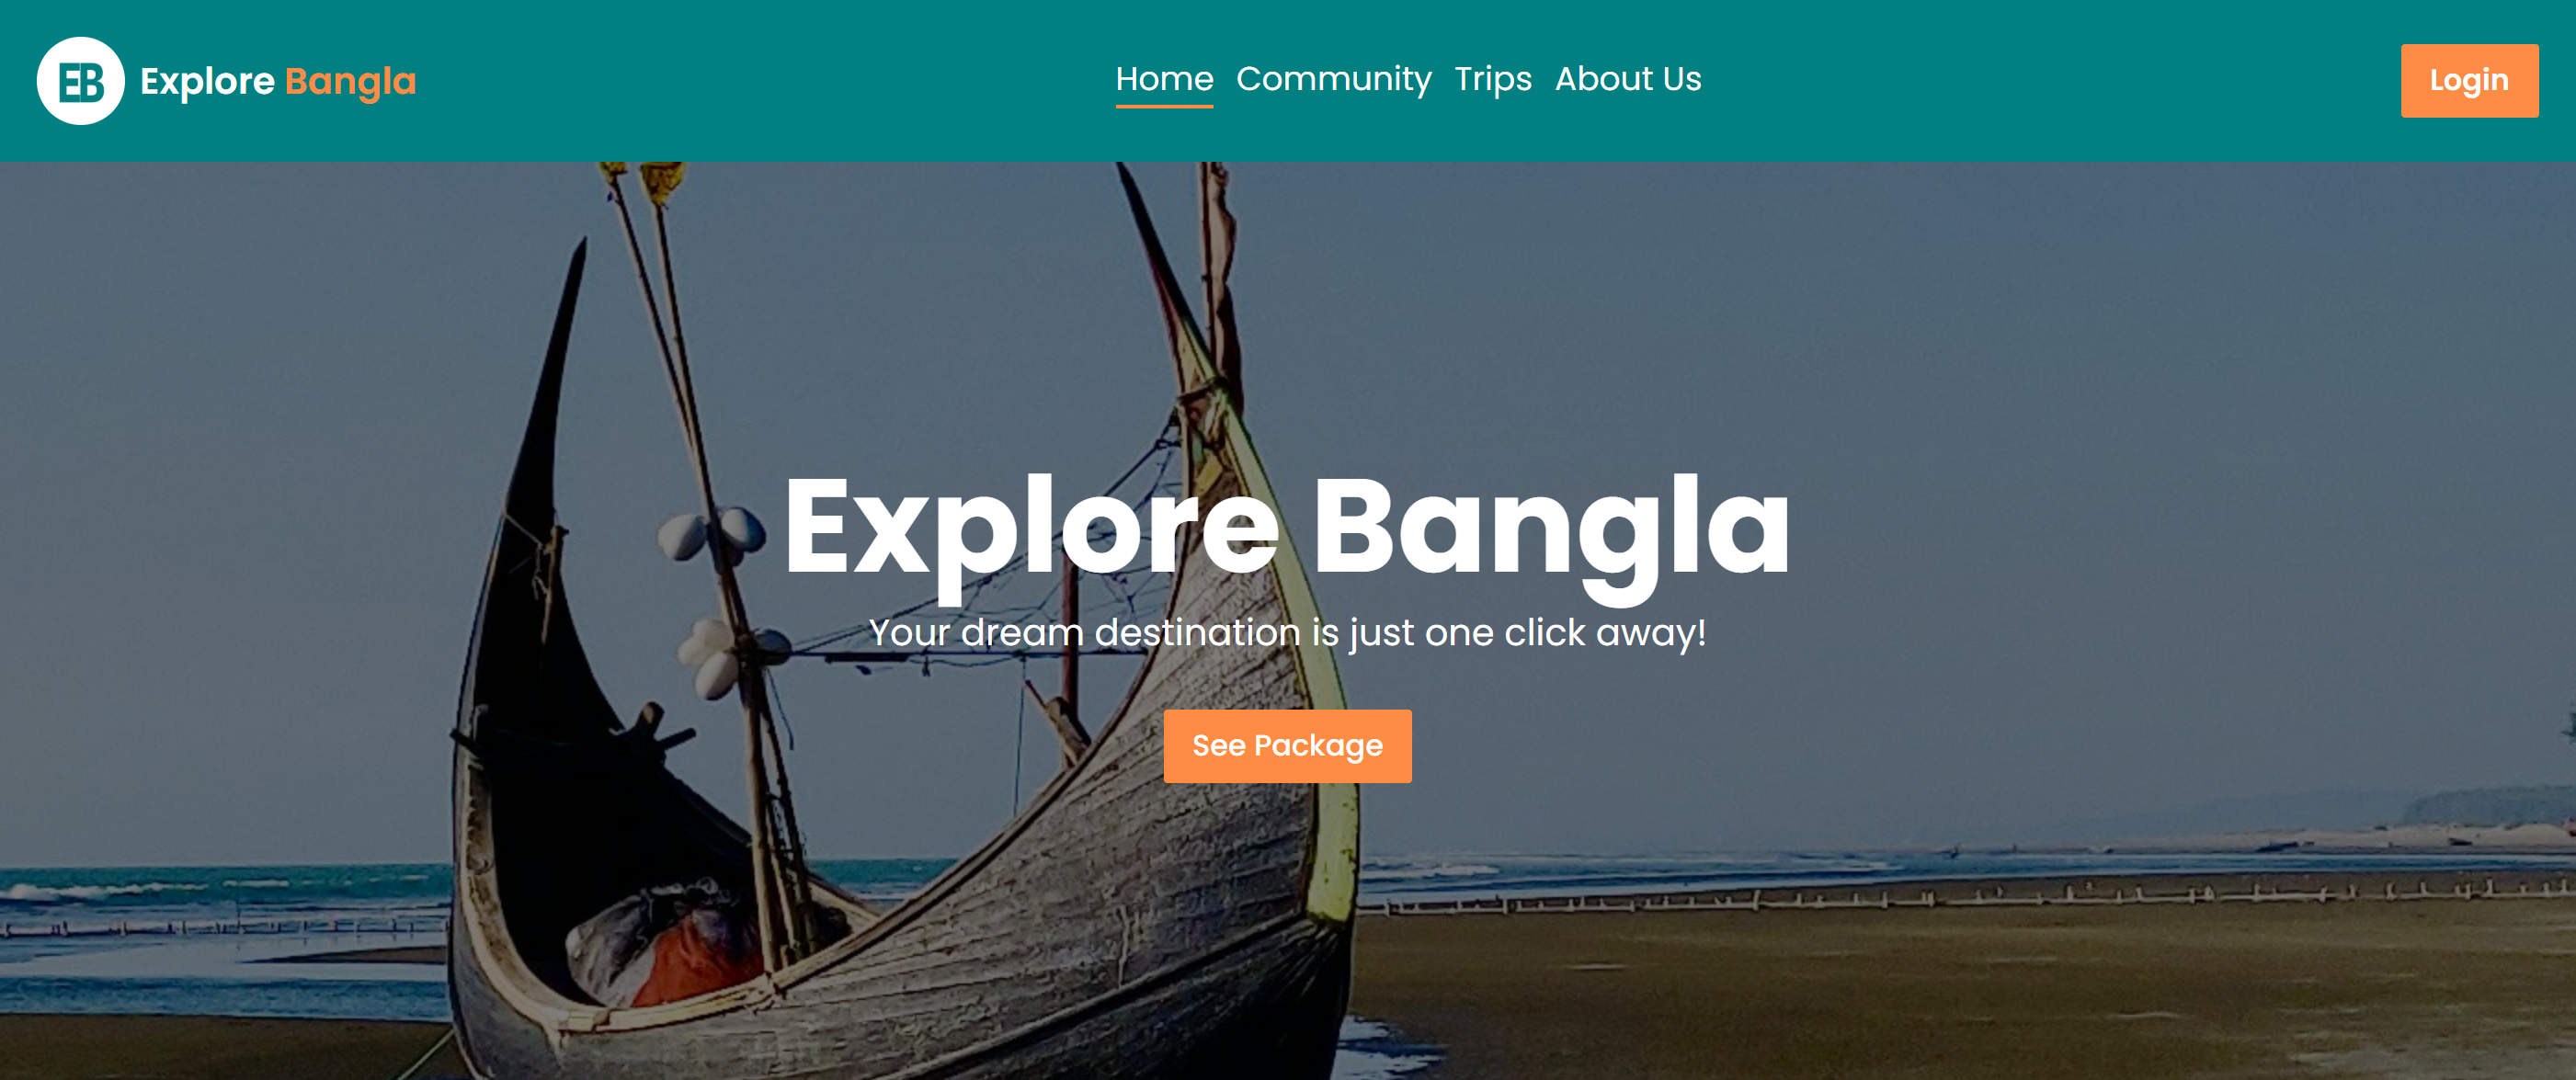 EB Explore Bangla
Home Community Trips About Us
Login
Explore Bangla
Your dream destination is just one click away!
See Package